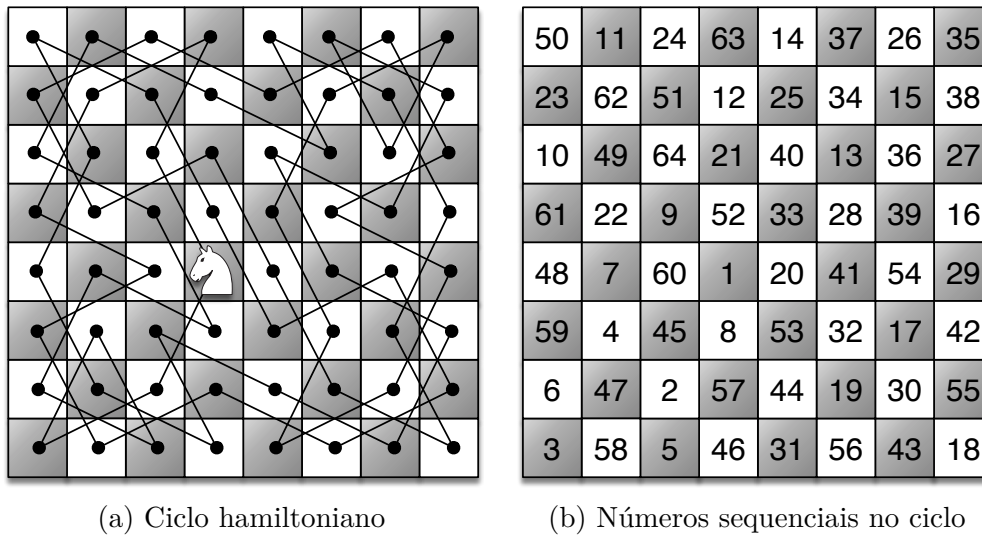 50 11 24 63 14 37 26 35
23 62 51 12 25 34 15 38
10 49 64 21 40 13 36 27
61 22 9 52 33 28 39 16
48 7 60 1 20 41 54 29
59 4 45 8 53 32 17 42
6 47 2 57 44 19 30 55
3 58 5 46 31 56 43 18
(a) Ciclo hamiltoniano
(b) Números sequenciais no ciclo